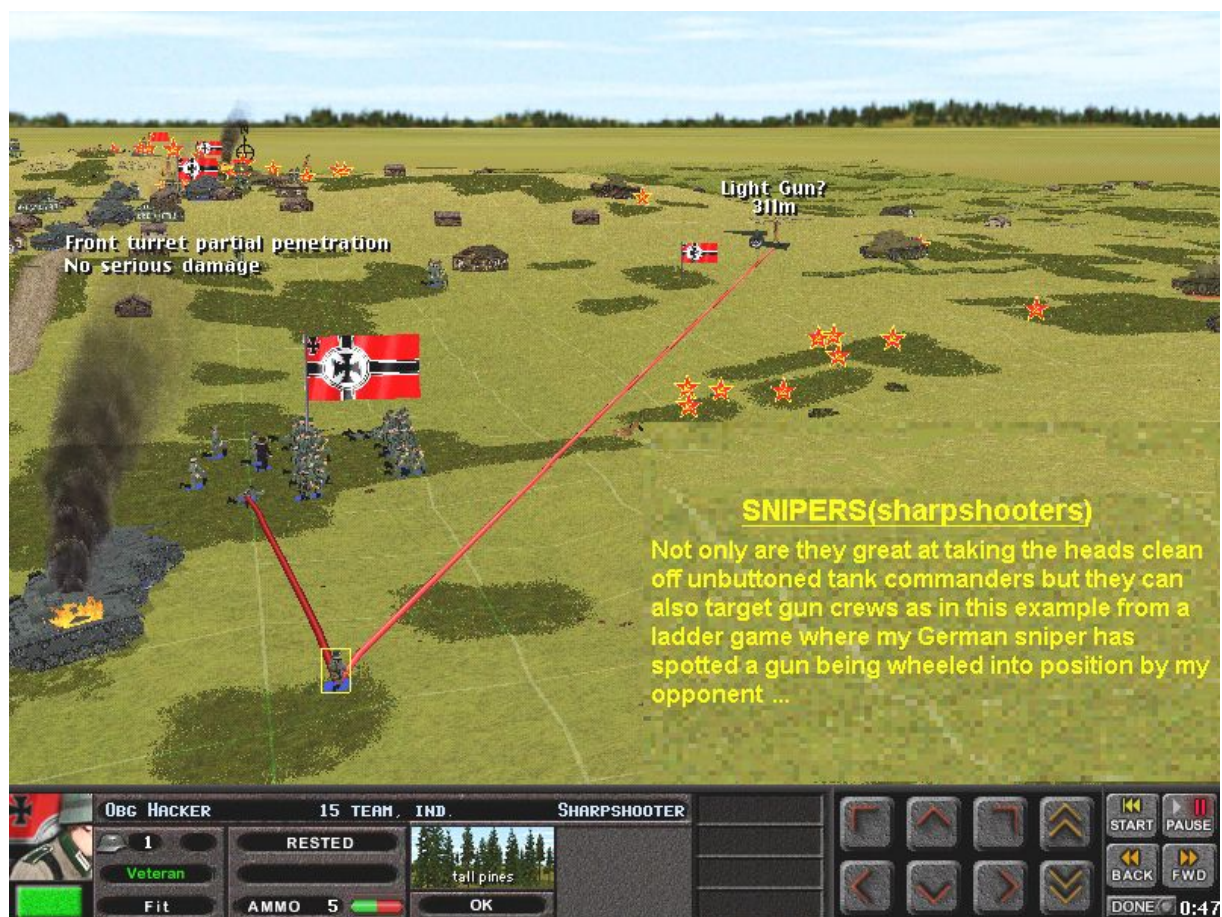 Light Gun?
311m
Front turret partial penetration
No serious damage
SNIPERS(sharpshooters)
Not only are they great at taking the heads clean
off unbuttoned tank commanders but they can
also target gun crews as in this example from a
ladder game where my German sniper has
spotted a gun being wheeled into position by my
opponent ...
OBG HACKER 15 TEAM, IND. SHARPSHOOTER
1 RESTED
START PAUSE
Veteran
tall pines
BACK FWD
Fit AMMO 5 OK
DONE 0:47